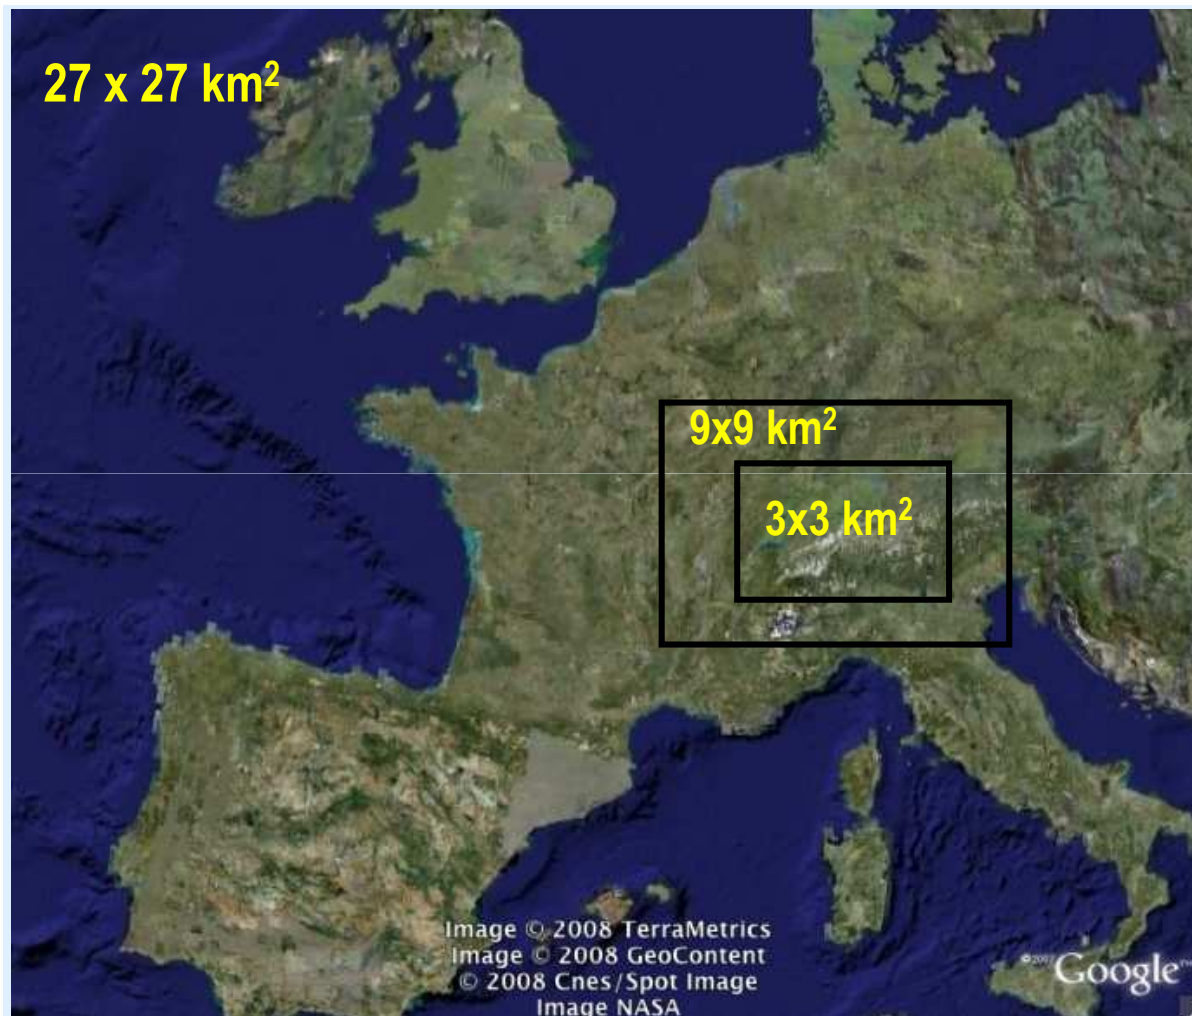 27 x 27 km²
9x9 km²
3x3 km²
Image © 2008 TerraMetrics
Image © 2008 GeoContent
© 2008 Cnes/Spot Image
Image NASA
Google